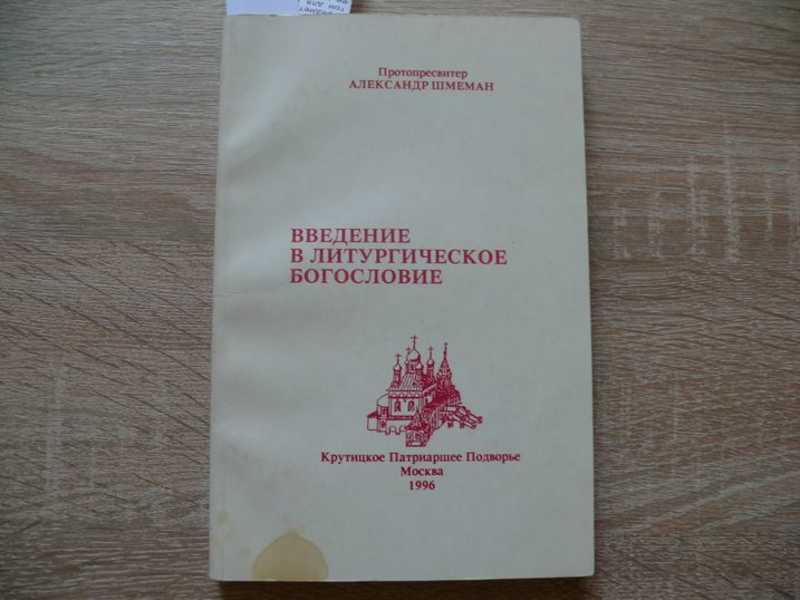 Протопресвитер
АЛЕКСАНДР ШМЕМАН
ВВЕДЕНИЕ
В ЛИТУРГИЧЕСКОЕ
БОГОСЛОВИЕ
Крутицкое Патриаршее Подворье
Москва
1996